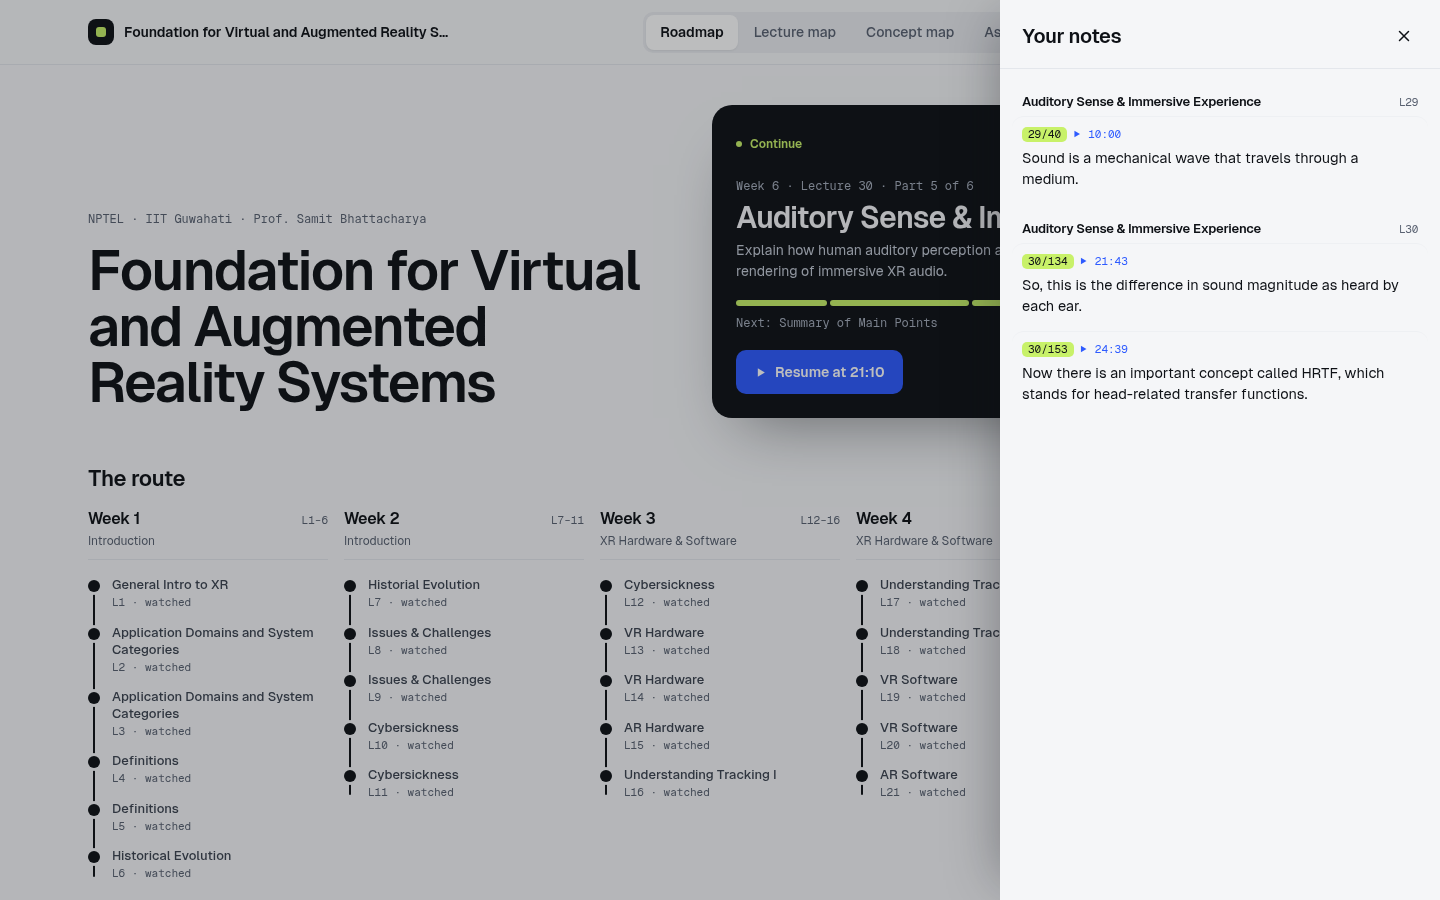 Foundation for Virtual and Augmented Reality S...
Roadmap
Lecture map
Concept map
As
Continue
Week 6 · Lecture 30 · Part 5 of 6
Auditory Sense & In
Explain how human auditory perception a
rendering of immersive XR audio.
Next: Summary of Main Points
Resume at 21:10
NPTEL · IIT Guwahati · Prof. Samit Bhattacharya
Foundation for Virtual
and Augmented
Reality Systems
The route
Week 1
L1–6
Introduction
General Intro to XR
L1 · watched
Application Domains and System
Categories
L2 · watched
Application Domains and System
Categories
L3 · watched
Definitions
L4 · watched
Definitions
L5 · watched
Historical Evolution
L6 · watched
Week 2
L7–11
Introduction
Historial Evolution
L7 · watched
Issues & Challenges
L8 · watched
Issues & Challenges
L9 · watched
Cybersickness
L10 · watched
Cybersickness
L11 · watched
Week 3
L12–16
XR Hardware & Software
Cybersickness
L12 · watched
VR Hardware
L13 · watched
VR Hardware
L14 · watched
AR Hardware
L15 · watched
Understanding Tracking I
L16 · watched
Week 4
XR Hardware & Software
Understanding Trac
L17 · watched
Understanding Trac
L18 · watched
VR Software
L19 · watched
VR Software
L20 · watched
AR Software
L21 · watched
Your notes
Auditory Sense & Immersive Experience
L29
29/40 10:00
Sound is a mechanical wave that travels through a
medium.
Auditory Sense & Immersive Experience
L30
30/134 21:43
So, this is the difference in sound magnitude as heard by
each ear.
30/153 24:39
Now there is an important concept called HRTF, which
stands for head-related transfer functions.